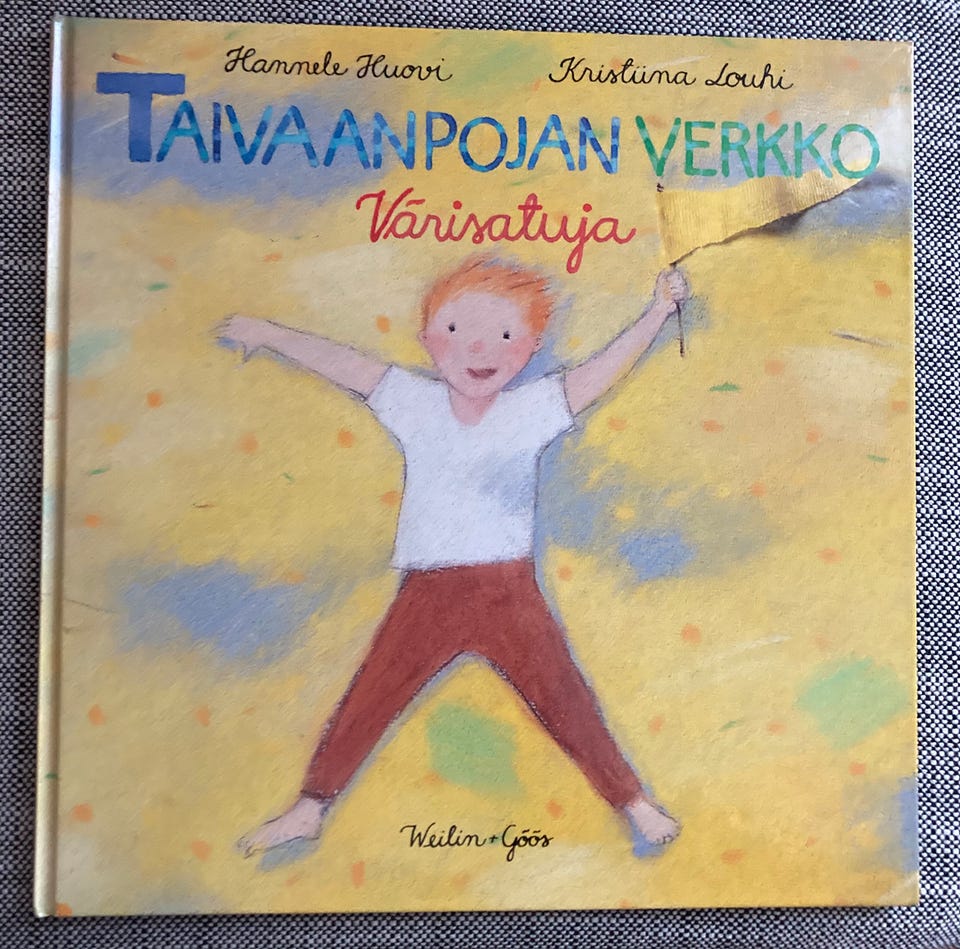 Hannele Huovi Kristiina Louhi
TAIVAANPOJAN VERKKO
Värisatuja
Weilin+Göös